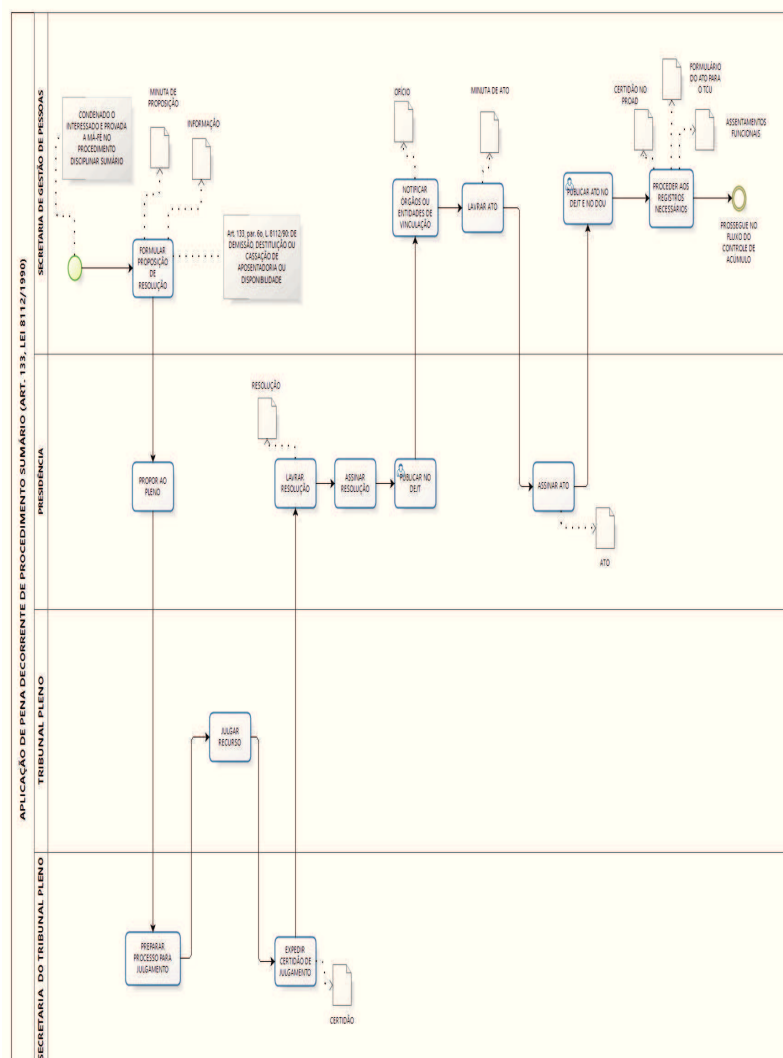 APLICAÇÃO DE PENA DECORRENTE DE PROCEDIMENTO SUMÁRIO (ART. 133, LEI 8112/1990)
SECRETARIA DE GESTÃO DE PESSOAS
CONDENADO O
INTERESSADO E PROVADA
A MÁ-FÉ NO
PROCEDIMENTO
DISCIPLINAR SUMÁRIO
MINUTA DE
PROPOSIÇÃO
INFORMAÇÃO
FORMULAR
PROPOSIÇÃO
DE
RESOLUÇÃO
Art. 133, par. 6o, L. 8112/90: DE
DEMISSÃO, DESTITUIÇÃO OU
CASSAÇÃO DE
APOSENTADORIA OU
DISPONIBILIDADE
OFÍCIO
NOTIFICAR
ÓRGÃOS OU
ENTIDADES DE
VINCULAÇÃO
MINUTA DE ATO
LAVRAR ATO
PUBLICAR ATO NO
DEJT E NO DOU
CERTIDÃO NO
PROAD
FORMULÁRIO
DO ATO PARA
O TCU
ASSENTAMENTOS
FUNCIONAIS
PROCEDER AOS
REGISTROS
NECESSÁRIOS
PROSSEGUE NO
FLUXO DO
CONTROLE DE
ACÚMULO
PRESIDÊNCIA
PROPOR AO
PLENO
RESOLUÇÃO
LAVRAR
RESOLUÇÃO
ASSINAR
RESOLUÇÃO
PUBLICAR NO
DEJT
ASSINAR ATO
ATO
TRIBUNAL PLENO
JULGAR
RECURSO
SECRETARIA DO TRIBUNAL PLENO
PREPARAR
PROCESSO PARA
JULGAMENTO
EXPEDIR
CERTIDÃO DE
JULGAMENTO
CERTIDÃO